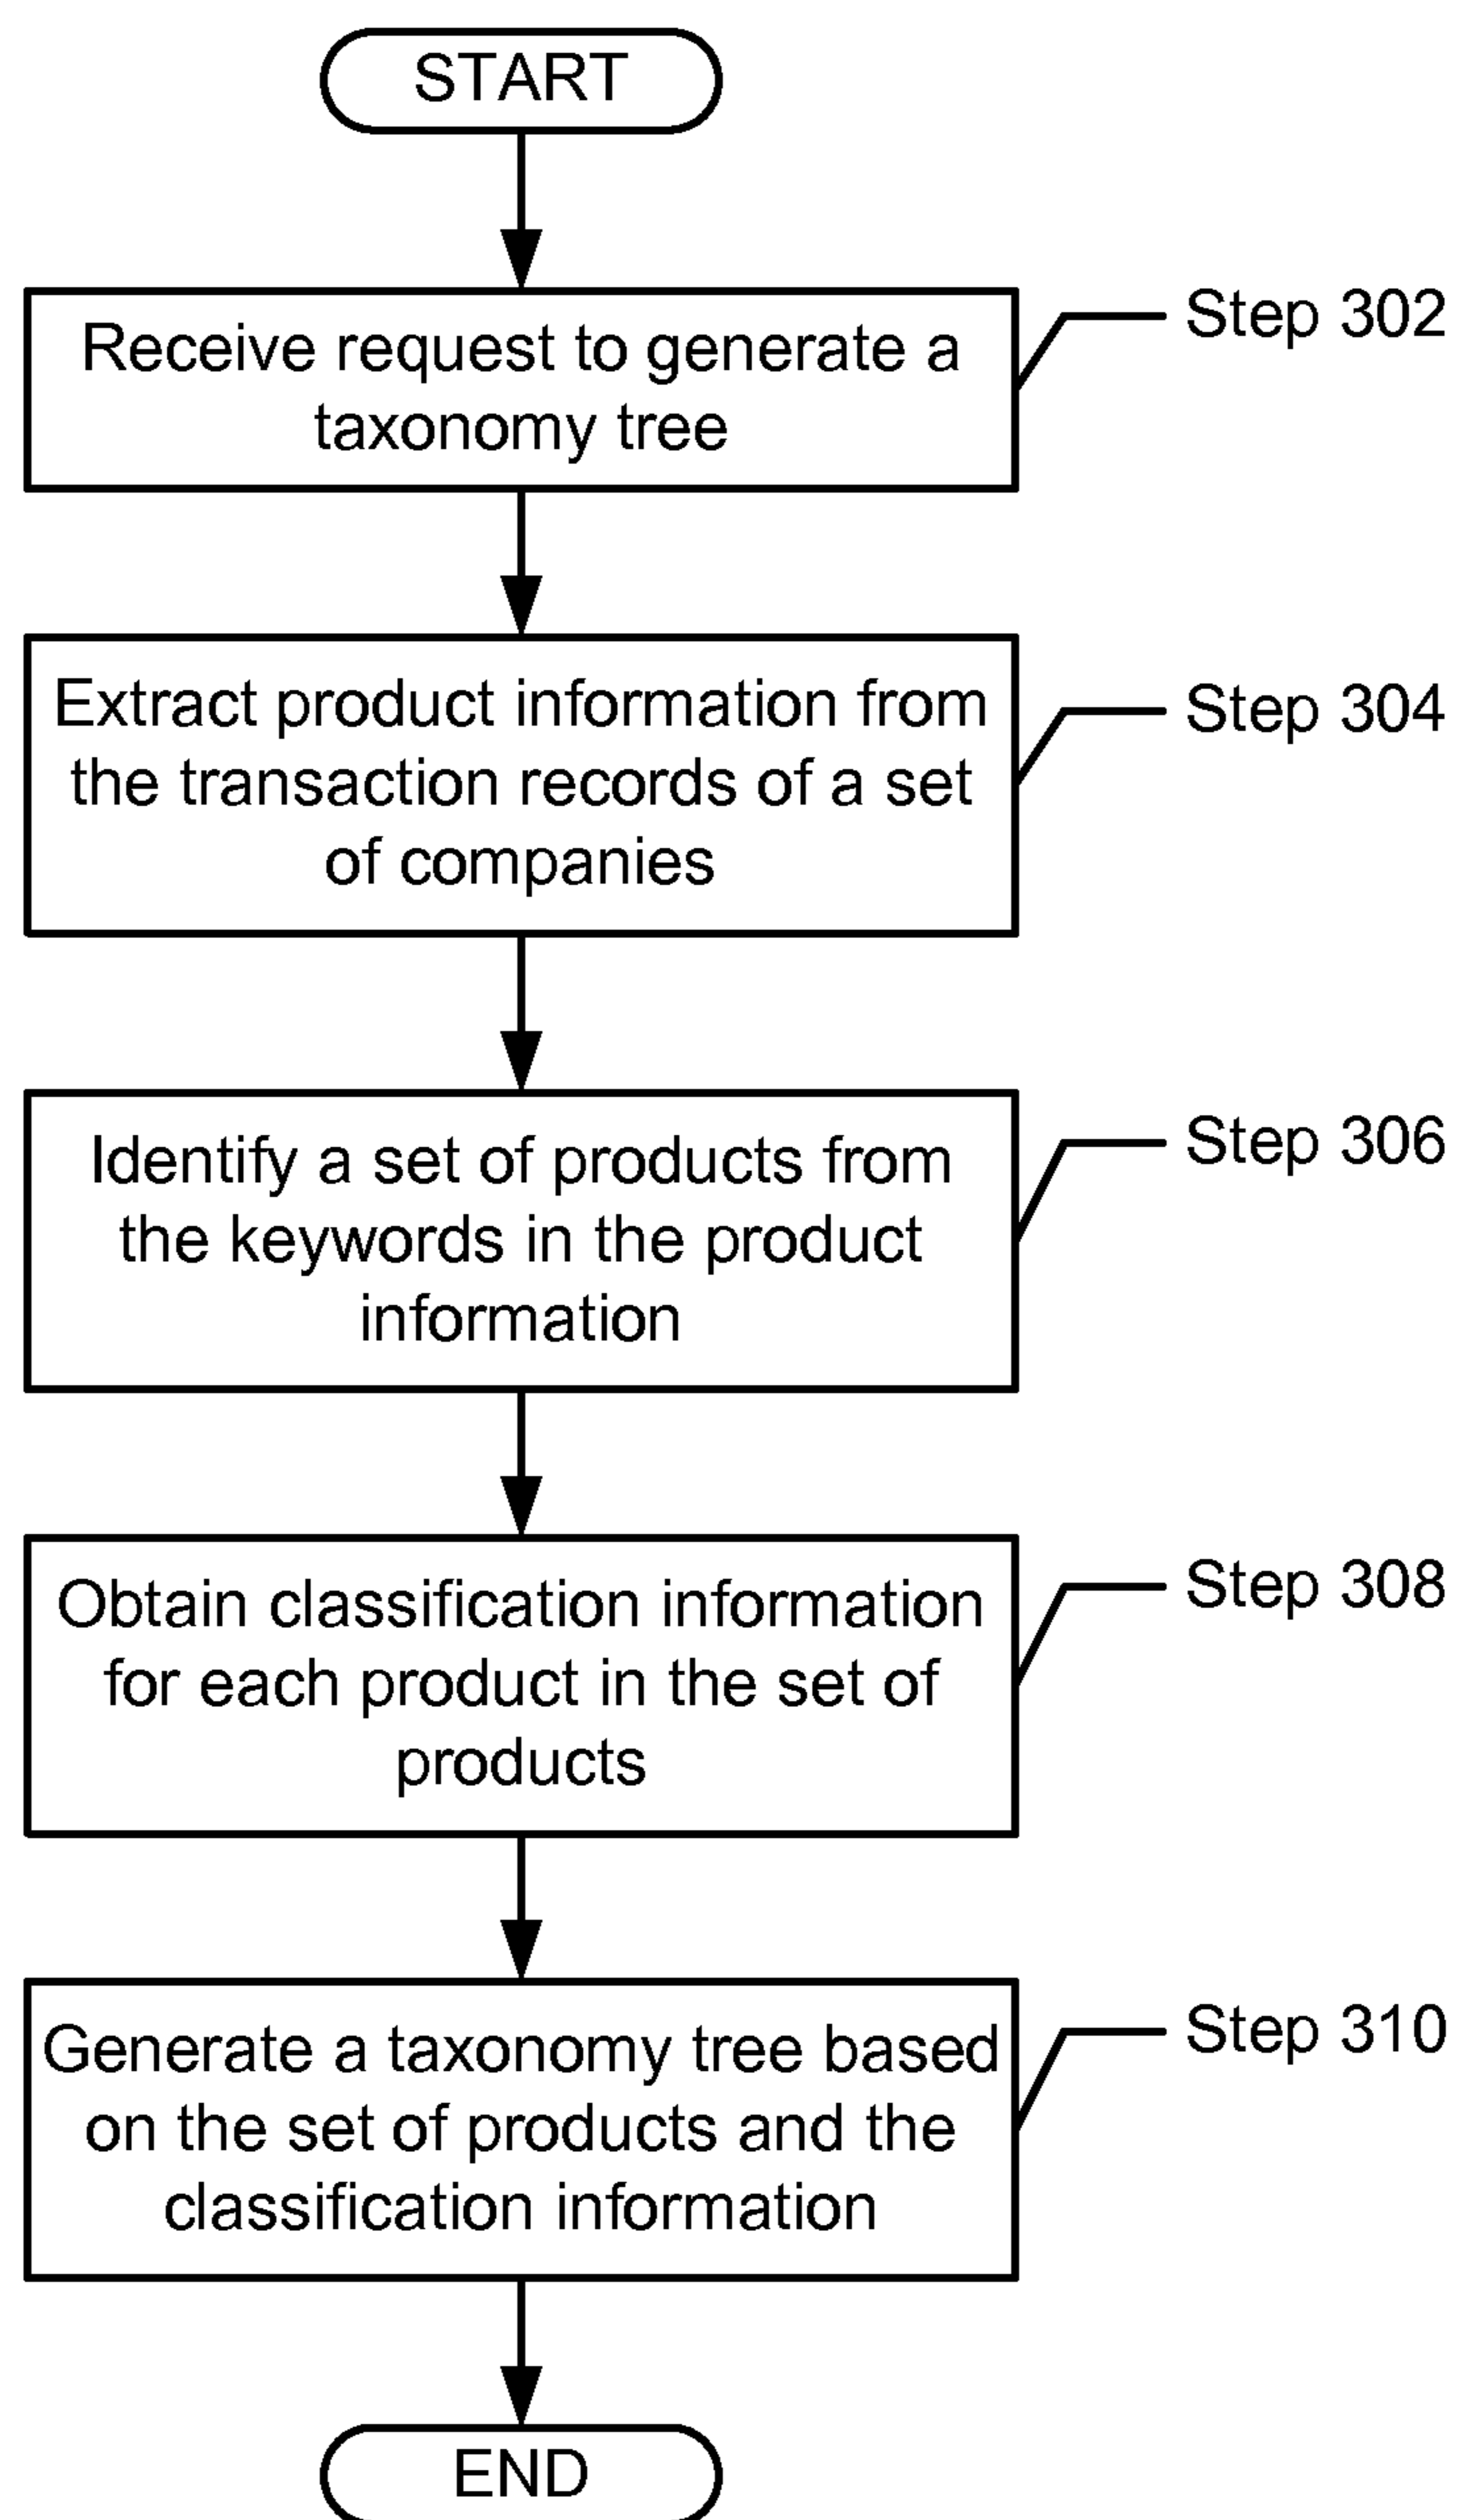 START
Receive request to generate a
taxonomy tree
Step 302
Extract product information from
the transaction records of a set
of companies
Step 304
Identify a set of products from
the keywords in the product
information
Step 306
Obtain classification information
for each product in the set of
products
Step 308
Generate a taxonomy tree based
on the set of products and the
classification information
Step 310
END